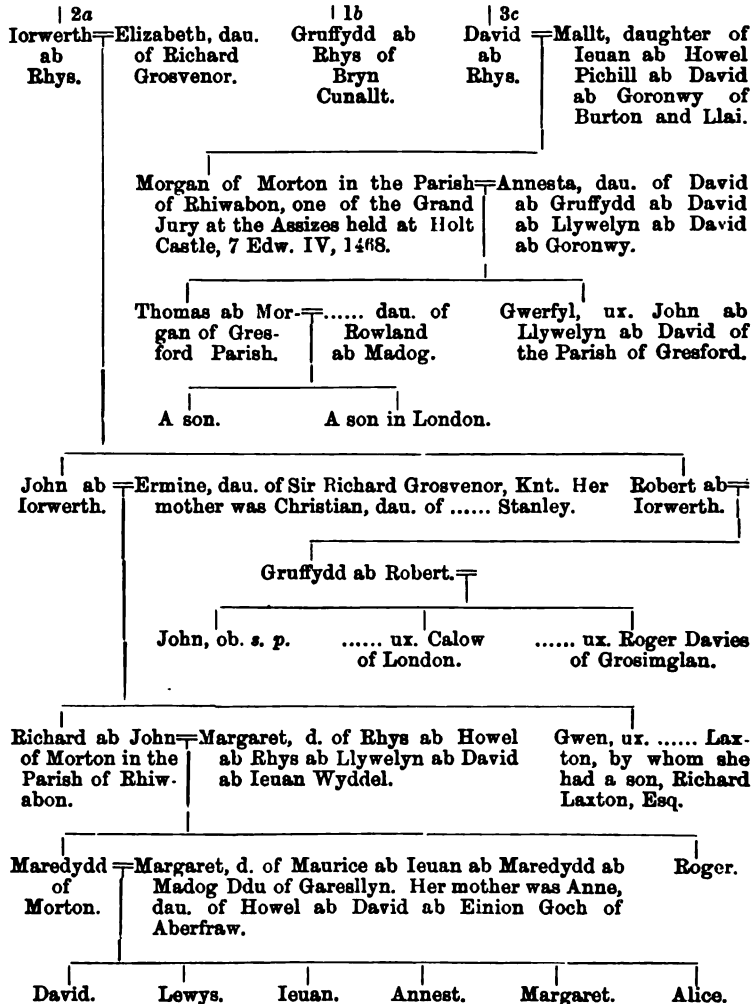 | 2a | 1b | 3c
Iorwerth=Elizabeth, dau. Gruffydd ab David =Mallt, daughter of
ab of Richard Rhys of ab Ieuan ab Howel
Rhys. Grosvenor. Bryn Rhys. Pichill ab David
Cunallt. ab Goronwy of
Burton and Llai.
Morgan of Morton in the Parish=Annesta, dau. of David
of Rhiwabon, one of the Grand ab Gruffydd ab David
Jury at the Assizes held at Holt ab Llywelyn ab David
Castle, 7 Edw. IV, 1468. ab Goronwy.
Thomas ab Mor-=...... dau. of Gwerfyl, ux. John ab
gan of Gres- Rowland Llywelyn ab David of
ford Parish. ab Madog. the Parish of Gresford.
A son. A son in London.
John ab =Ermine, dau. of Sir Richard Grosvenor, Knt. Her Robert ab=
Iorwerth. mother was Christian, dau. of ...... Stanley. Iorwerth.
Gruffydd ab Robert.=
John, ob. s. p. ...... ux. Calow ...... ux. Roger Davies
of London. of Grosimglan.
Richard ab John=Margaret, d. of Rhys ab Howel Gwen, ux. ...... Lax-
of Morton in the ab Rhys ab Llywelyn ab David ton, by whom she
Parish of Rhiw- ab Ieuan Wyddel. had a son, Richard
abon. Laxton, Esq.
Maredydd =Margaret, d. of Maurice ab Ieuan ab Maredydd ab Roger.
of Madog Ddu of Garesllyn. Her mother was Anne,
Morton. dau. of Howel ab David ab Einion Goch of
Aberfraw.
David. Lewys. Ieuan. Annest. Margaret. Alice.